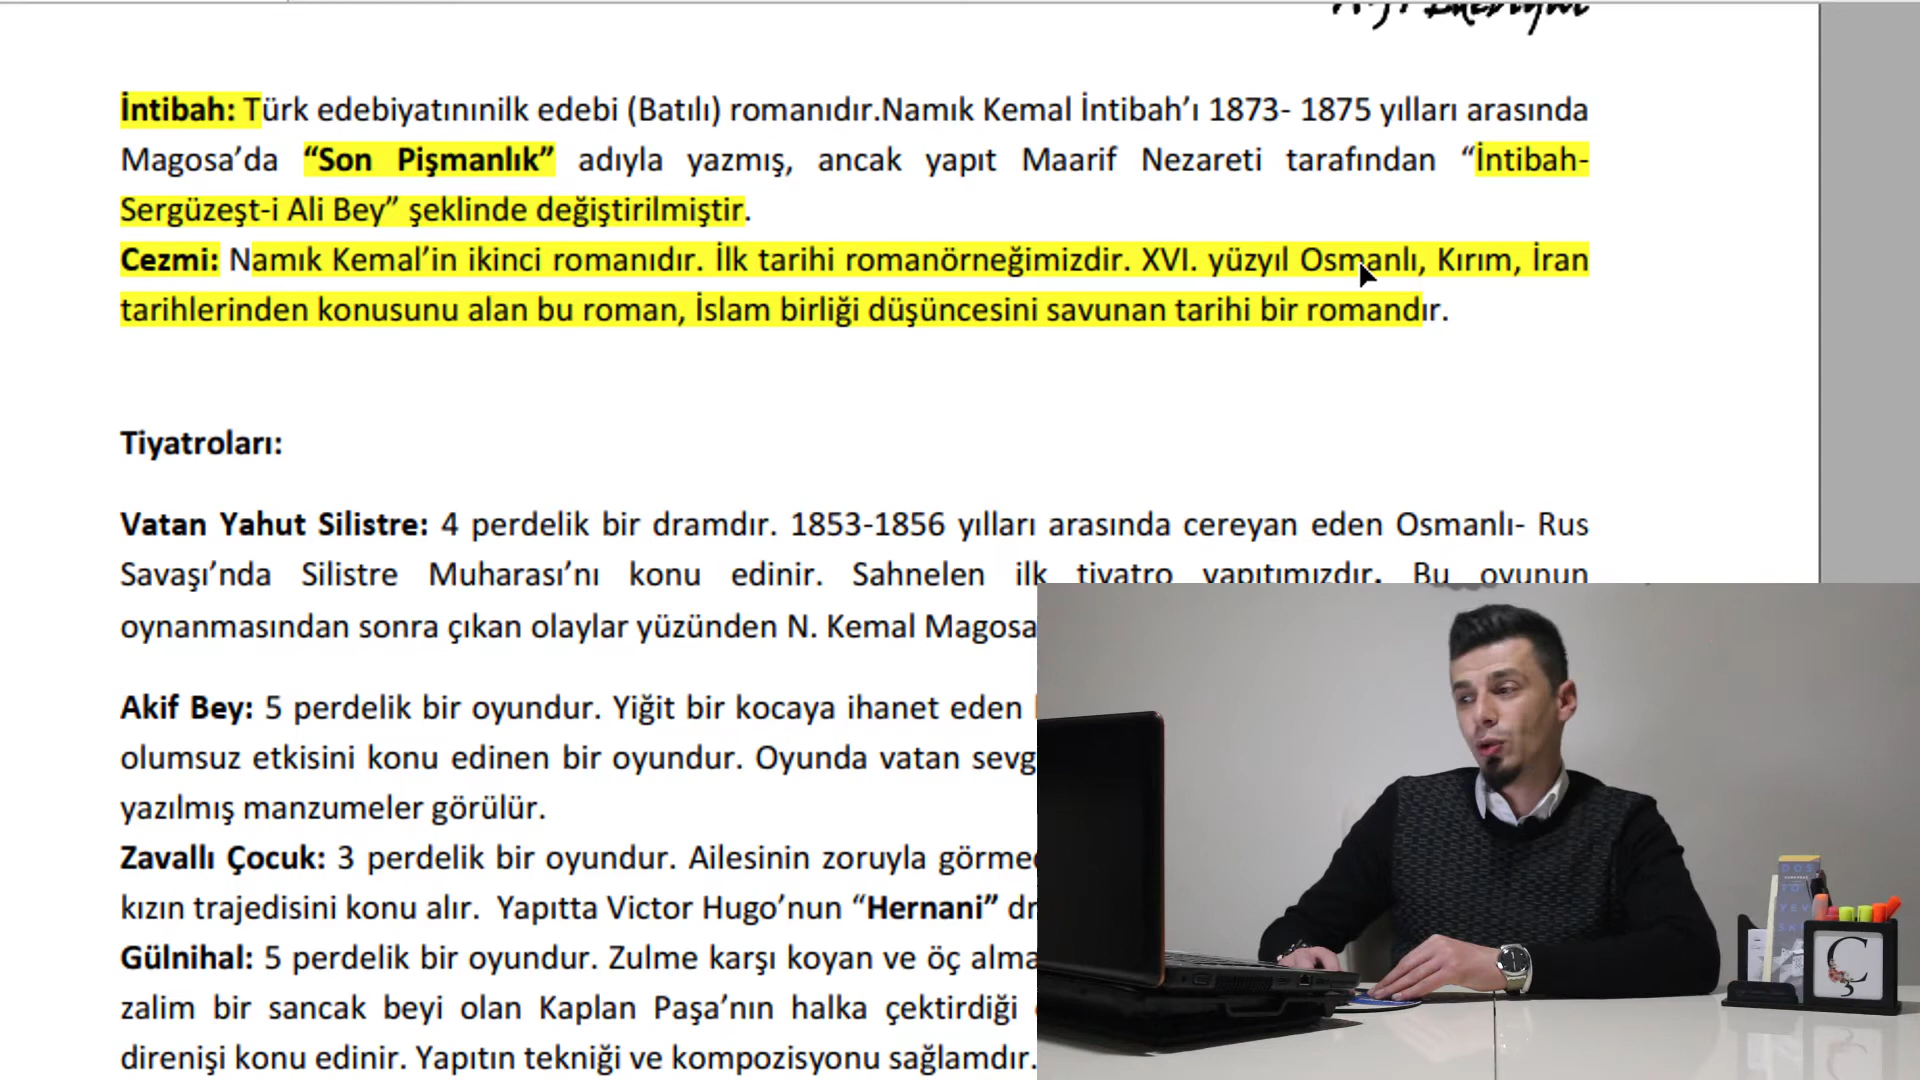 İntibah: Türk edebiyatınınilk edebi (Batılı) romanıdır.Namık Kemal İntibah’ı 1873- 1875 yılları arasında
Magosa’da “Son Pişmanlık” adıyla yazmış, ancak yapıt Maarif Nezareti tarafından “İntibah-
Sergüzeşt-i Ali Bey” şeklinde değiştirilmiştir.
Cezmi: Namık Kemal’in ikinci romanıdır. İlk tarihi romanörneğimizdir. XVI. yüzyıl Osmanlı, Kırım, İran
tarihlerinden konusunu alan bu roman, İslam birliği düşüncesini savunan tarihi bir romandır.
Tiyatroları:
Vatan Yahut Silistre: 4 perdelik bir dramdır. 1853-1856 yılları arasında cereyan eden Osmanlı- Rus
Savaşı’nda Silistre Muharası’nı konu edinir. Sahnelen ilk tiyatro yapıtımızdır. Bu oyunun
oynanmasından sonra çıkan olaylar yüzünden N. Kemal Magosa
Akif Bey: 5 perdelik bir oyundur. Yiğit bir kocaya ihanet eden
olumsuz etkisini konu edinen bir oyundur. Oyunda vatan sevg
yazılmış manzumeler görülür.
Zavallı Çocuk: 3 perdelik bir oyundur. Ailesinin zoruyla görme
kızın trajedisini konu alır. Yapıtta Victor Hugo’nun “Hernani” dr
Gülnihal: 5 perdelik bir oyundur. Zulme karşı koyan ve öç alma
zalim bir sancak beyi olan Kaplan Paşa’nın halka çektirdiği
direnişi konu edinir. Yapıtın tekniği ve kompozisyonu sağlamdır.
DOS
TO
YEV
SKİ
Ç